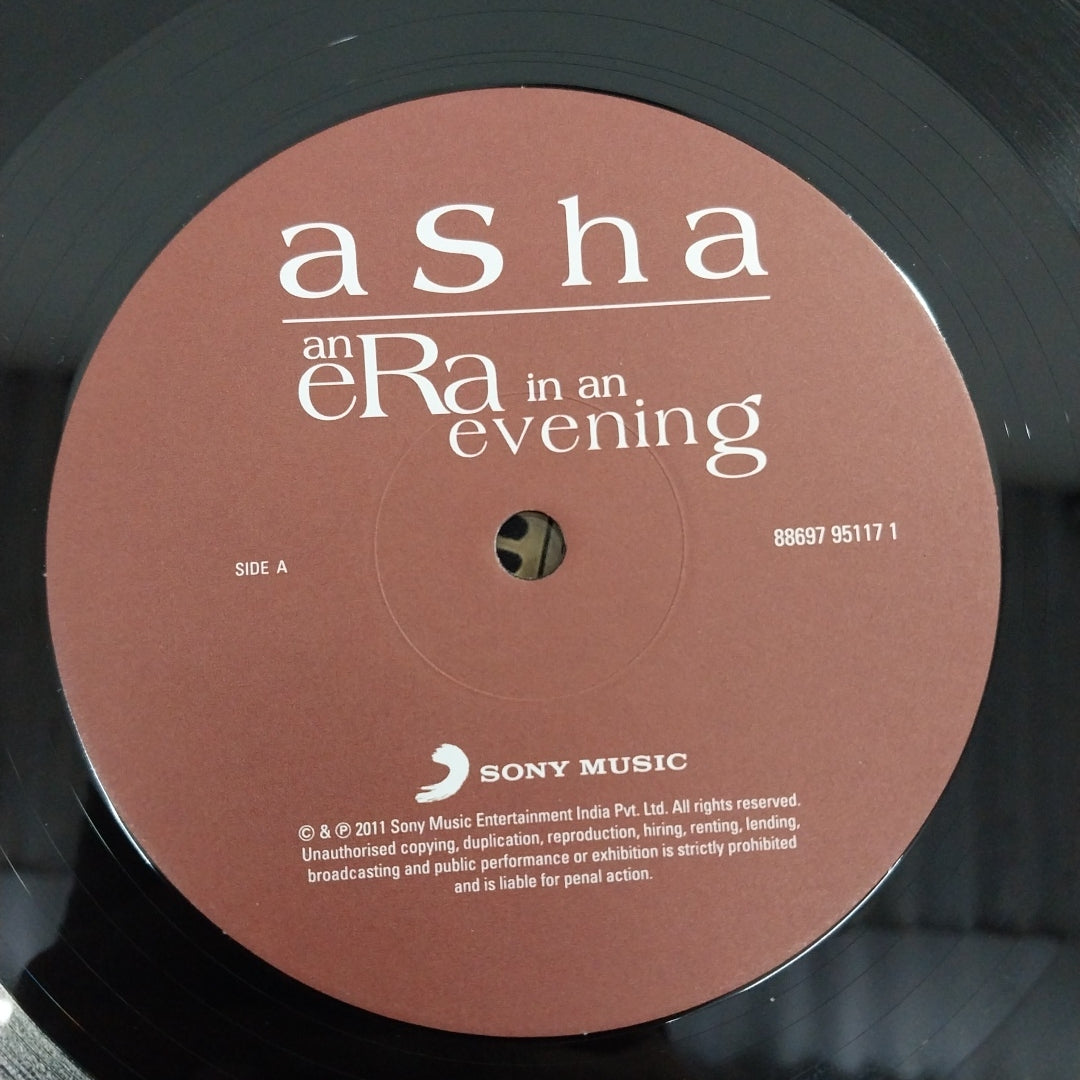 asha
an
eRa in an
evening
SIDE A
88697 95117 1
SONY MUSIC
© & ℗ 2011 Sony Music Entertainment India Pvt. Ltd. All rights reserved.
Unauthorised copying, duplication, reproduction, hiring, renting, lending,
broadcasting and public performance or exhibition is strictly prohibited
and is liable for penal action.